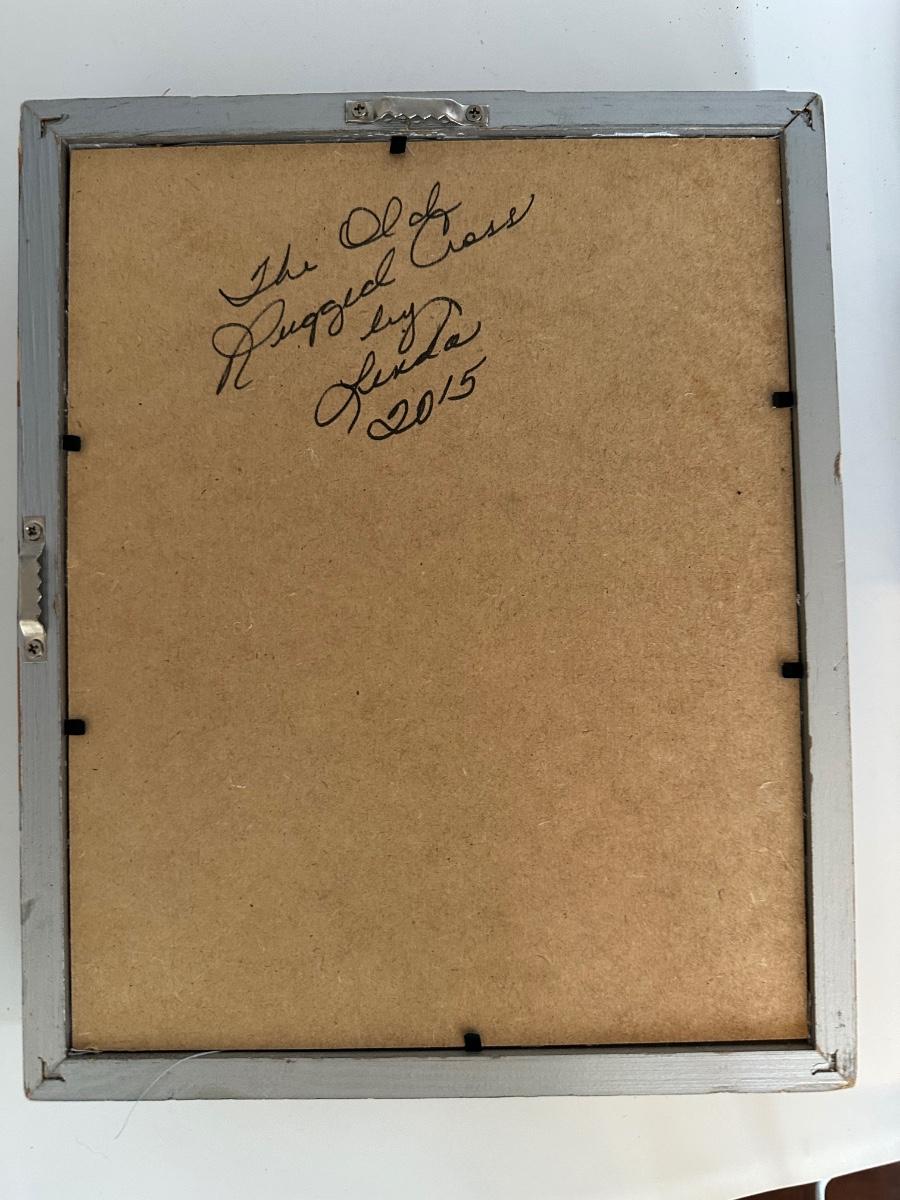 The Old
Rugged Cross
by
Linda
2015